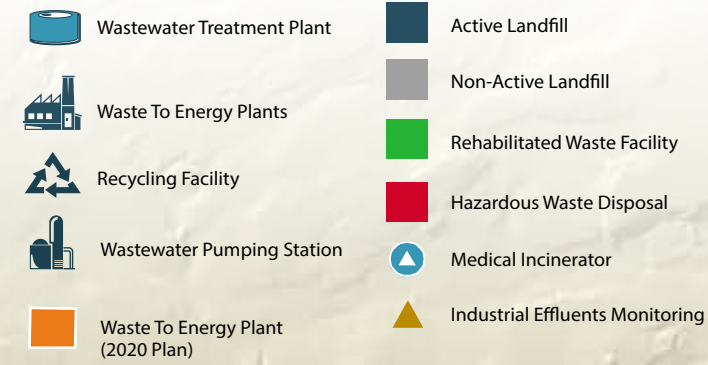 Wastewater Treatment Plant
Waste To Energy Plants
Recycling Facility
Wastewater Pumping Station
Waste To Energy Plant
(2020 Plan)
Active Landfill
Non-Active Landfill
Rehabilitated Waste Facility
Hazardous Waste Disposal
Medical Incinerator
Industrial Effluents Monitoring